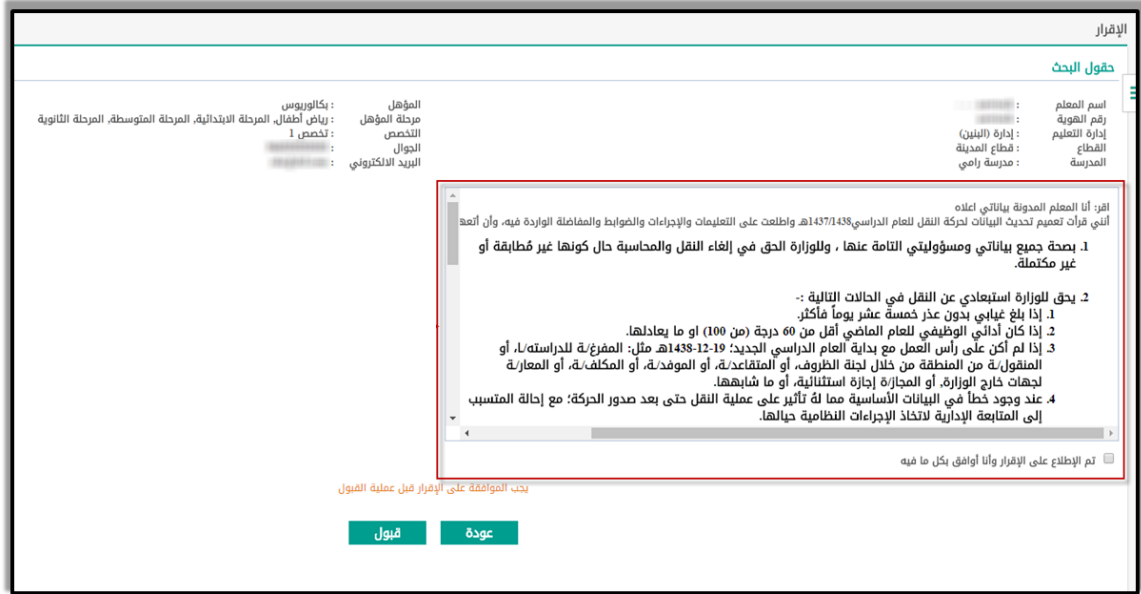 الإقرار
حقول البحث
اسم المعلم :
رقم الهوية :
إدارة التعليم : إدارة (البنين)
القطاع : قطاع المدينة
المدرسة : مدرسة رامي
المؤهل : بكالوريوس
مرحلة المؤهل : رياض أطفال, المرحلة الابتدائية, المرحلة المتوسطة, المرحلة الثانوية
التخصص : تخصص 1
الجوال :
البريد الالكتروني :
اقر: أنا المعلم المدونة بياناتي اعلاه
أنني قرأت تعميم تحديث البيانات لحركة النقل للعام الدراسي1437/1438هـ واطلعت على التعليمات والإجراءات والضوابط والمفاضلة الواردة فيه، وأن أتعه
1. بصحة جميع بياناتي ومسؤوليتي التامة عنها ، وللوزارة الحق في إلغاء النقل والمحاسبة حال كونها غير مُطابقة أو
غير مكتملة.
2. يحق للوزارة استبعادي عن النقل في الحالات التالية :-
1. إذا بلغ غيابي بدون عذر خمسة عشر يوماً فأكثر.
2. إذا كان أدائي الوظيفي للعام الماضي أقل من 60 درجة (من 100) او ما يعادلها.
3. إذا لم أكن على رأس العمل مع بداية العام الدراسي الجديد؛ 19-12-1438هـ مثل: المفرغ/ـة للدراسته/ـا، أو
المنقول/ـة من المنطقة من خلال لجنة الظروف، أو المتقاعد/ـة، أو الموفد/ـة، أو المكلف/ـة، أو المعار/ـة
لجهات خارج الوزارة, أو المجاز/ة إجازة استثنائية، أو ما شابهها.
4. عند وجود خطأ في البيانات الأساسية مما لهُ تأثير على عملية النقل حتى بعد صدور الحركة؛ مع إحالة المتسبب
إلى المتابعة الإدارية لاتخاذ الإجراءات النظامية حيالها.
تم الإطلاع على الإقرار وأنا أوافق بكل ما فيه
يجب الموافقة على الإقرار قبل عملية القبول
عودة
قبول